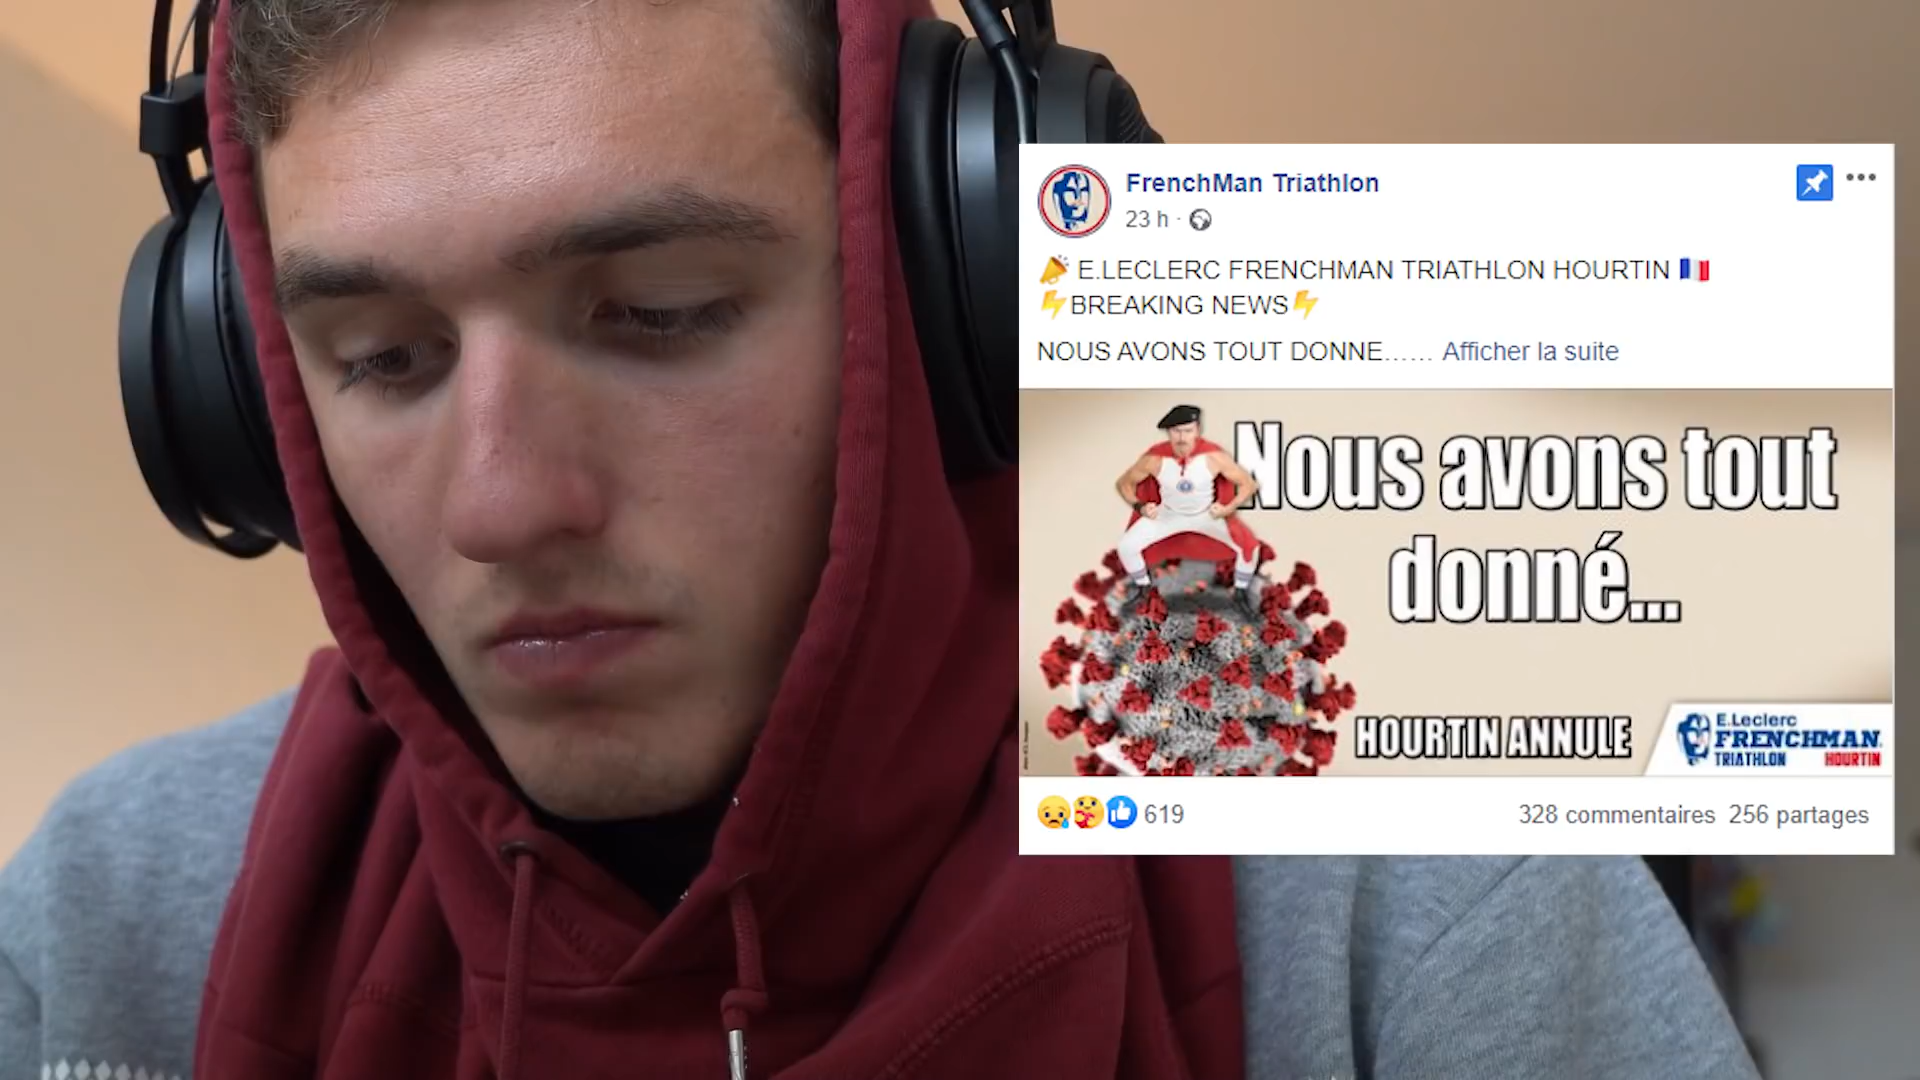 FrenchMan Triathlon
23 h ·
E.LECLERC FRENCHMAN TRIATHLON HOURTIN
BREAKING NEWS
NOUS AVONS TOUT DONNE…… Afficher la suite
Nous avons tout
donné...
HOURTIN ANNULE
E.Leclerc
FRENCHMAN
TRIATHLON HOURTIN
619
328 commentaires 256 partages